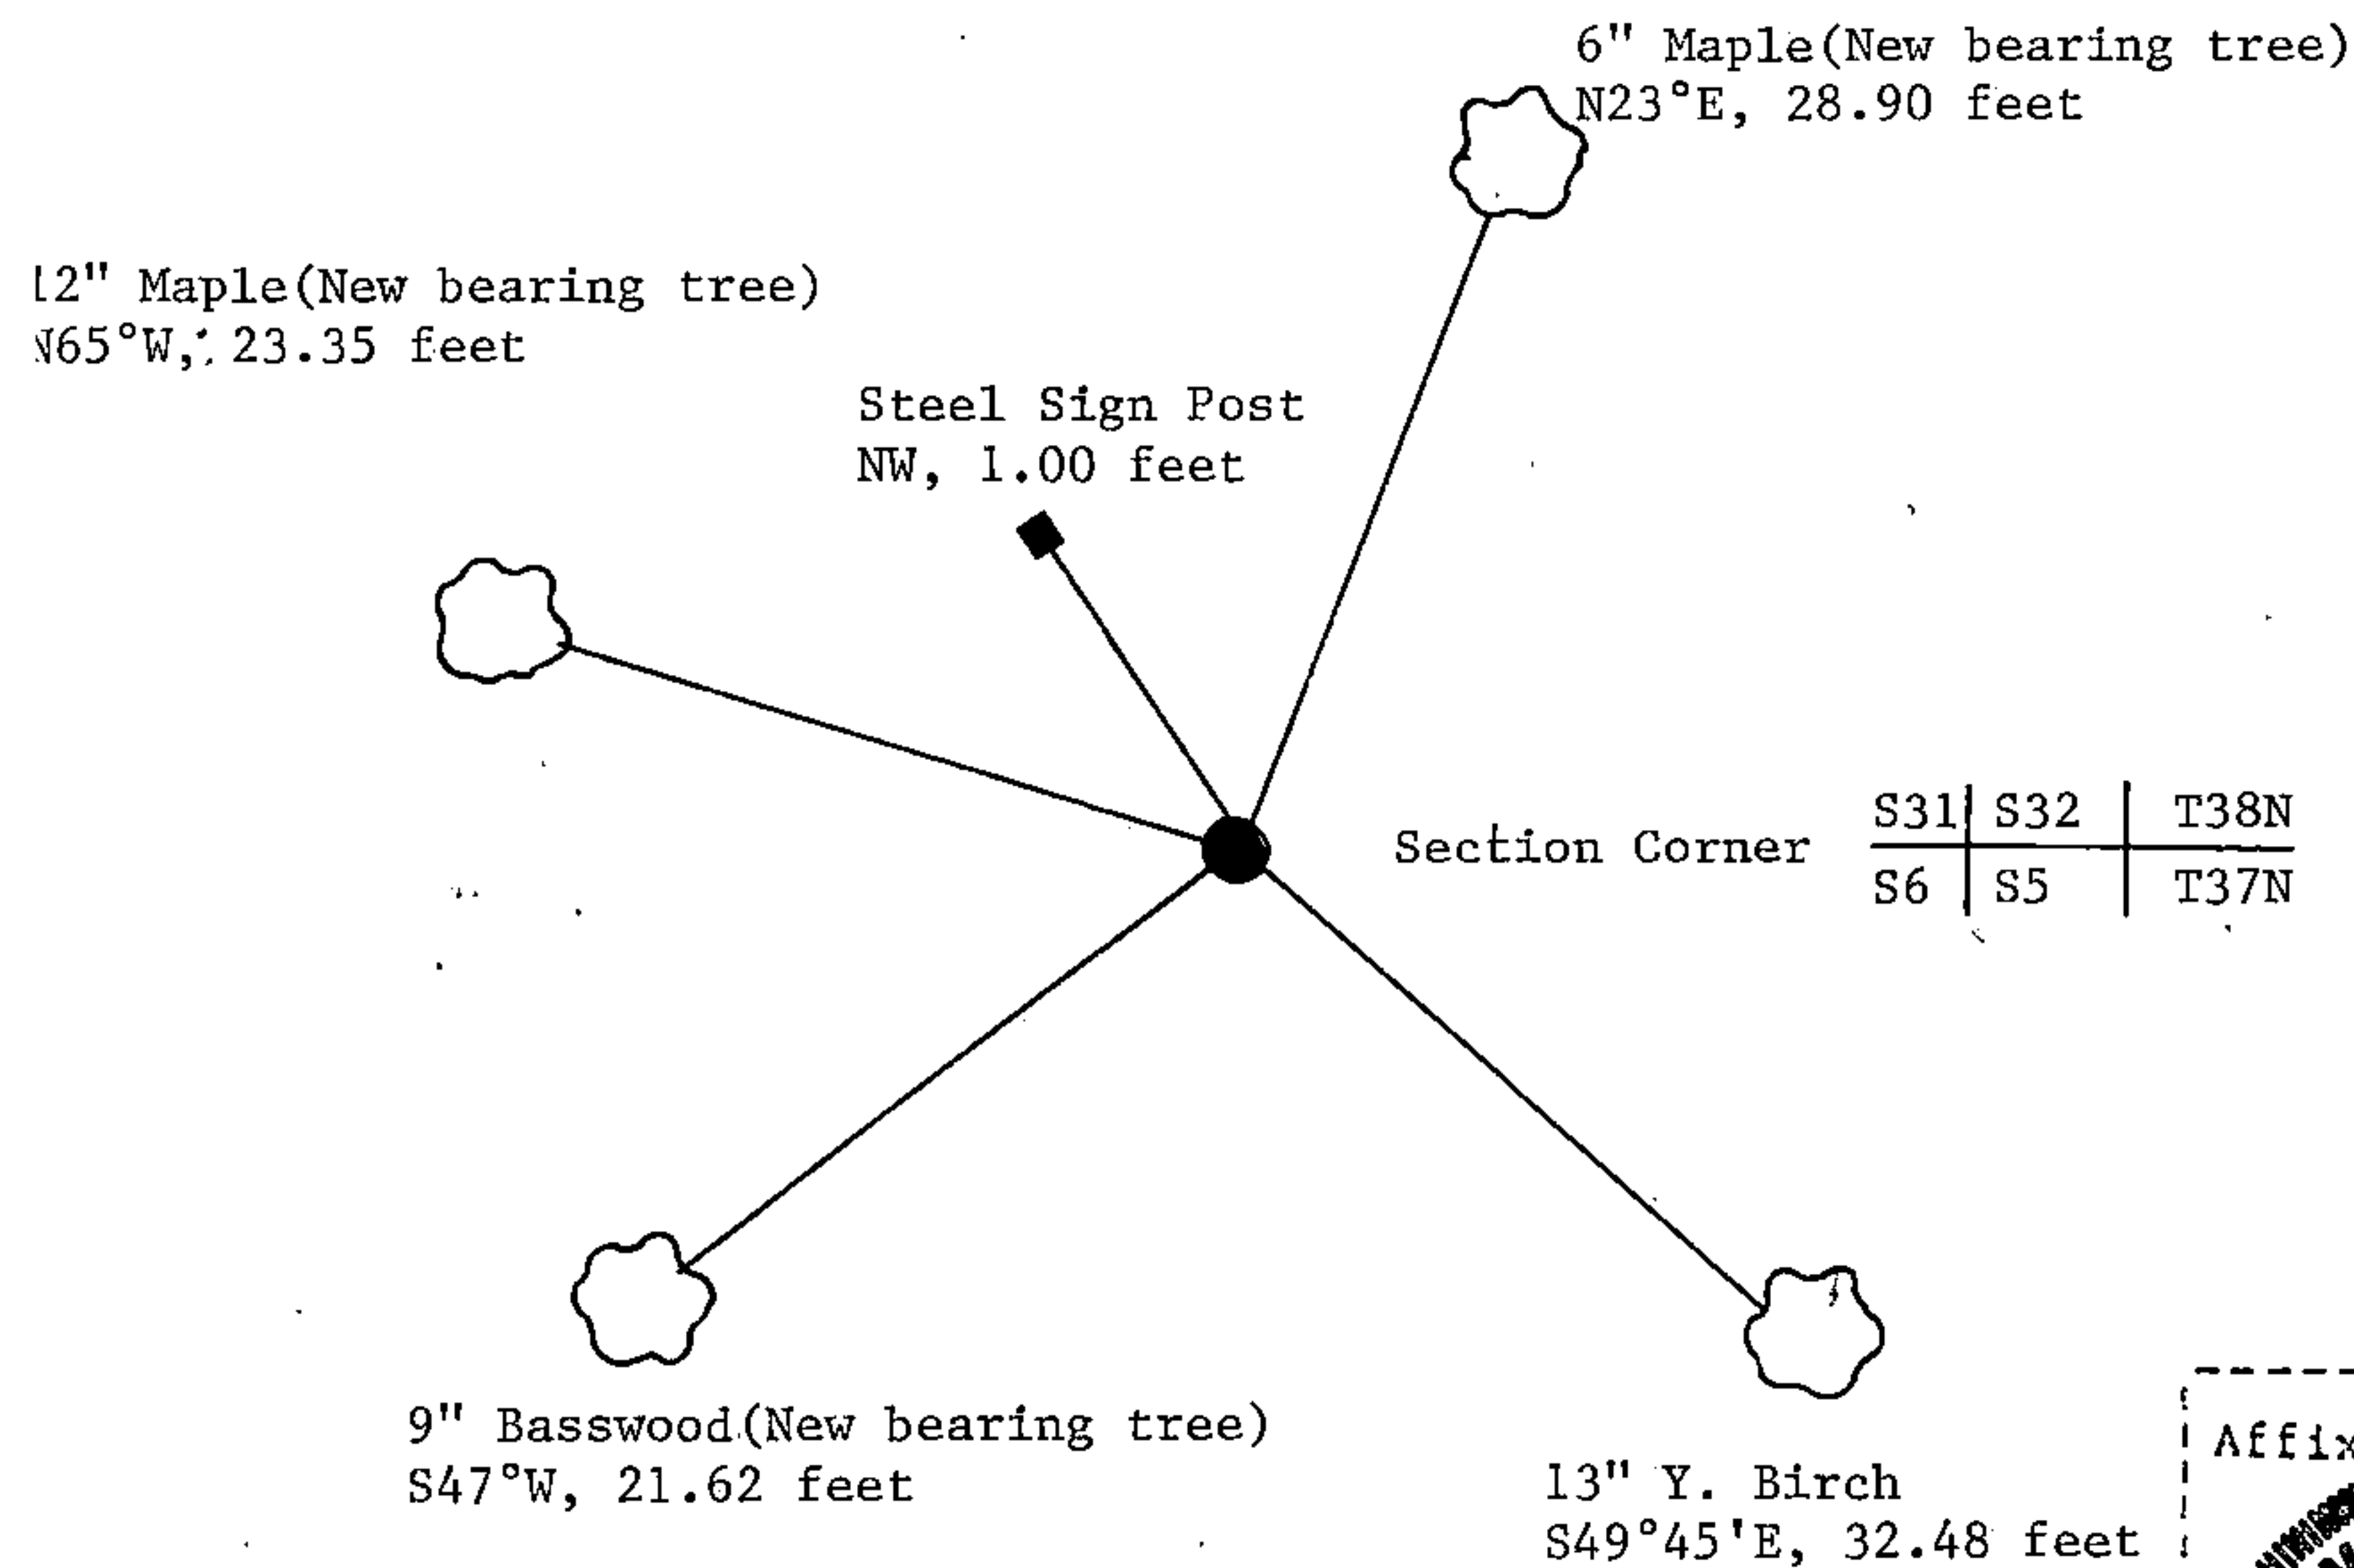 6" Maple(New bearing tree)
N23°E, 28.90 feet
12" Maple(New bearing tree)
N65°W, 23.35 feet
Steel Sign Post
NW, 1.00 feet
Section Corner
S31 S32 T38N
S6 S5 T37N
9" Basswood(New bearing tree)
S47°W, 21.62 feet
13" Y. Birch
S49°45'E, 32.48 feet
Affix